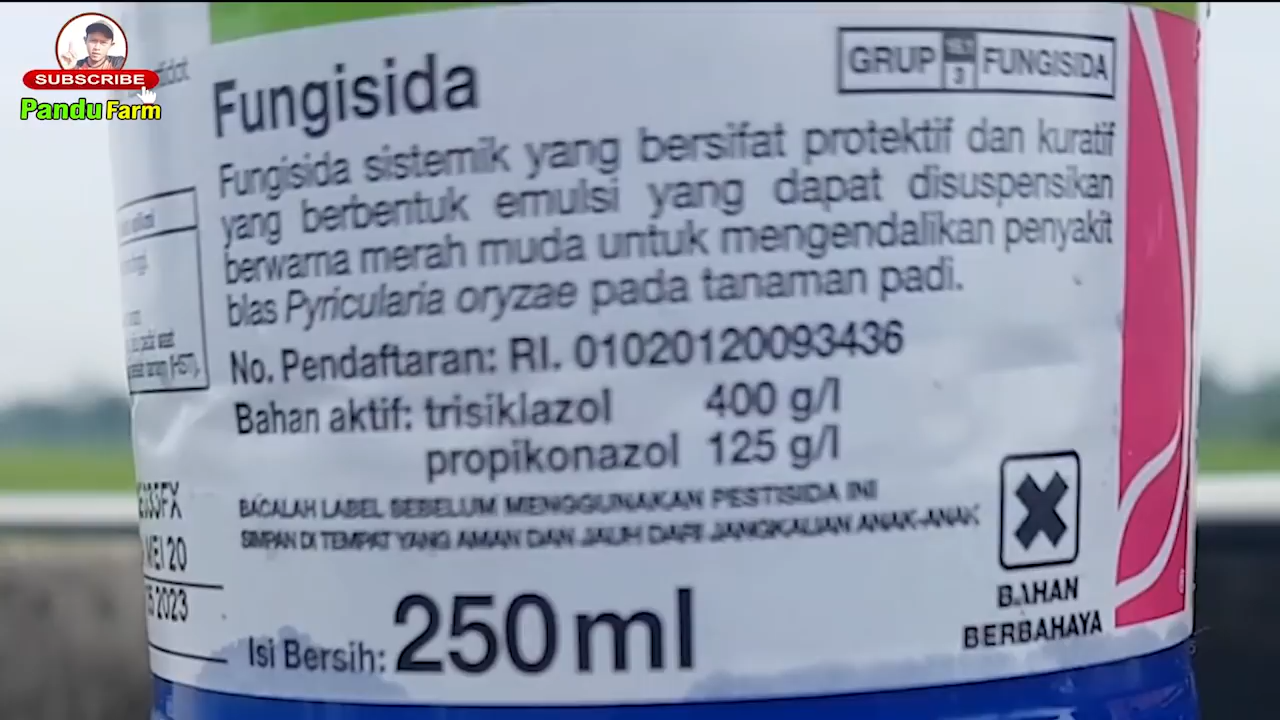 SUBSCRIBE
Pandu Farm
Fungisida
GRUP 3 FUNGISIDA
Fungisida sistemik yang bersifat protektif dan kuratif
yang berbentuk emulsi yang dapat disuspensikan
berwarna merah muda untuk mengendalikan penyakit
blas Pyricularia oryzae pada tanaman padi.
No. Pendaftaran: RI. 01020120093436
Bahan aktif: trisiklazol 400 g/l
propikonazol 125 g/l
BACALAH LABEL SEBELUM MENGGUNAKAN PESTISIDA INI
SIMPAN DI TEMPAT YANG AMAN DAN JAUH DARI JANGKAUAN ANAK-ANAK
Isi Bersih: 250 ml
BAHAN
BERBAHAYA
MEI 20
2023